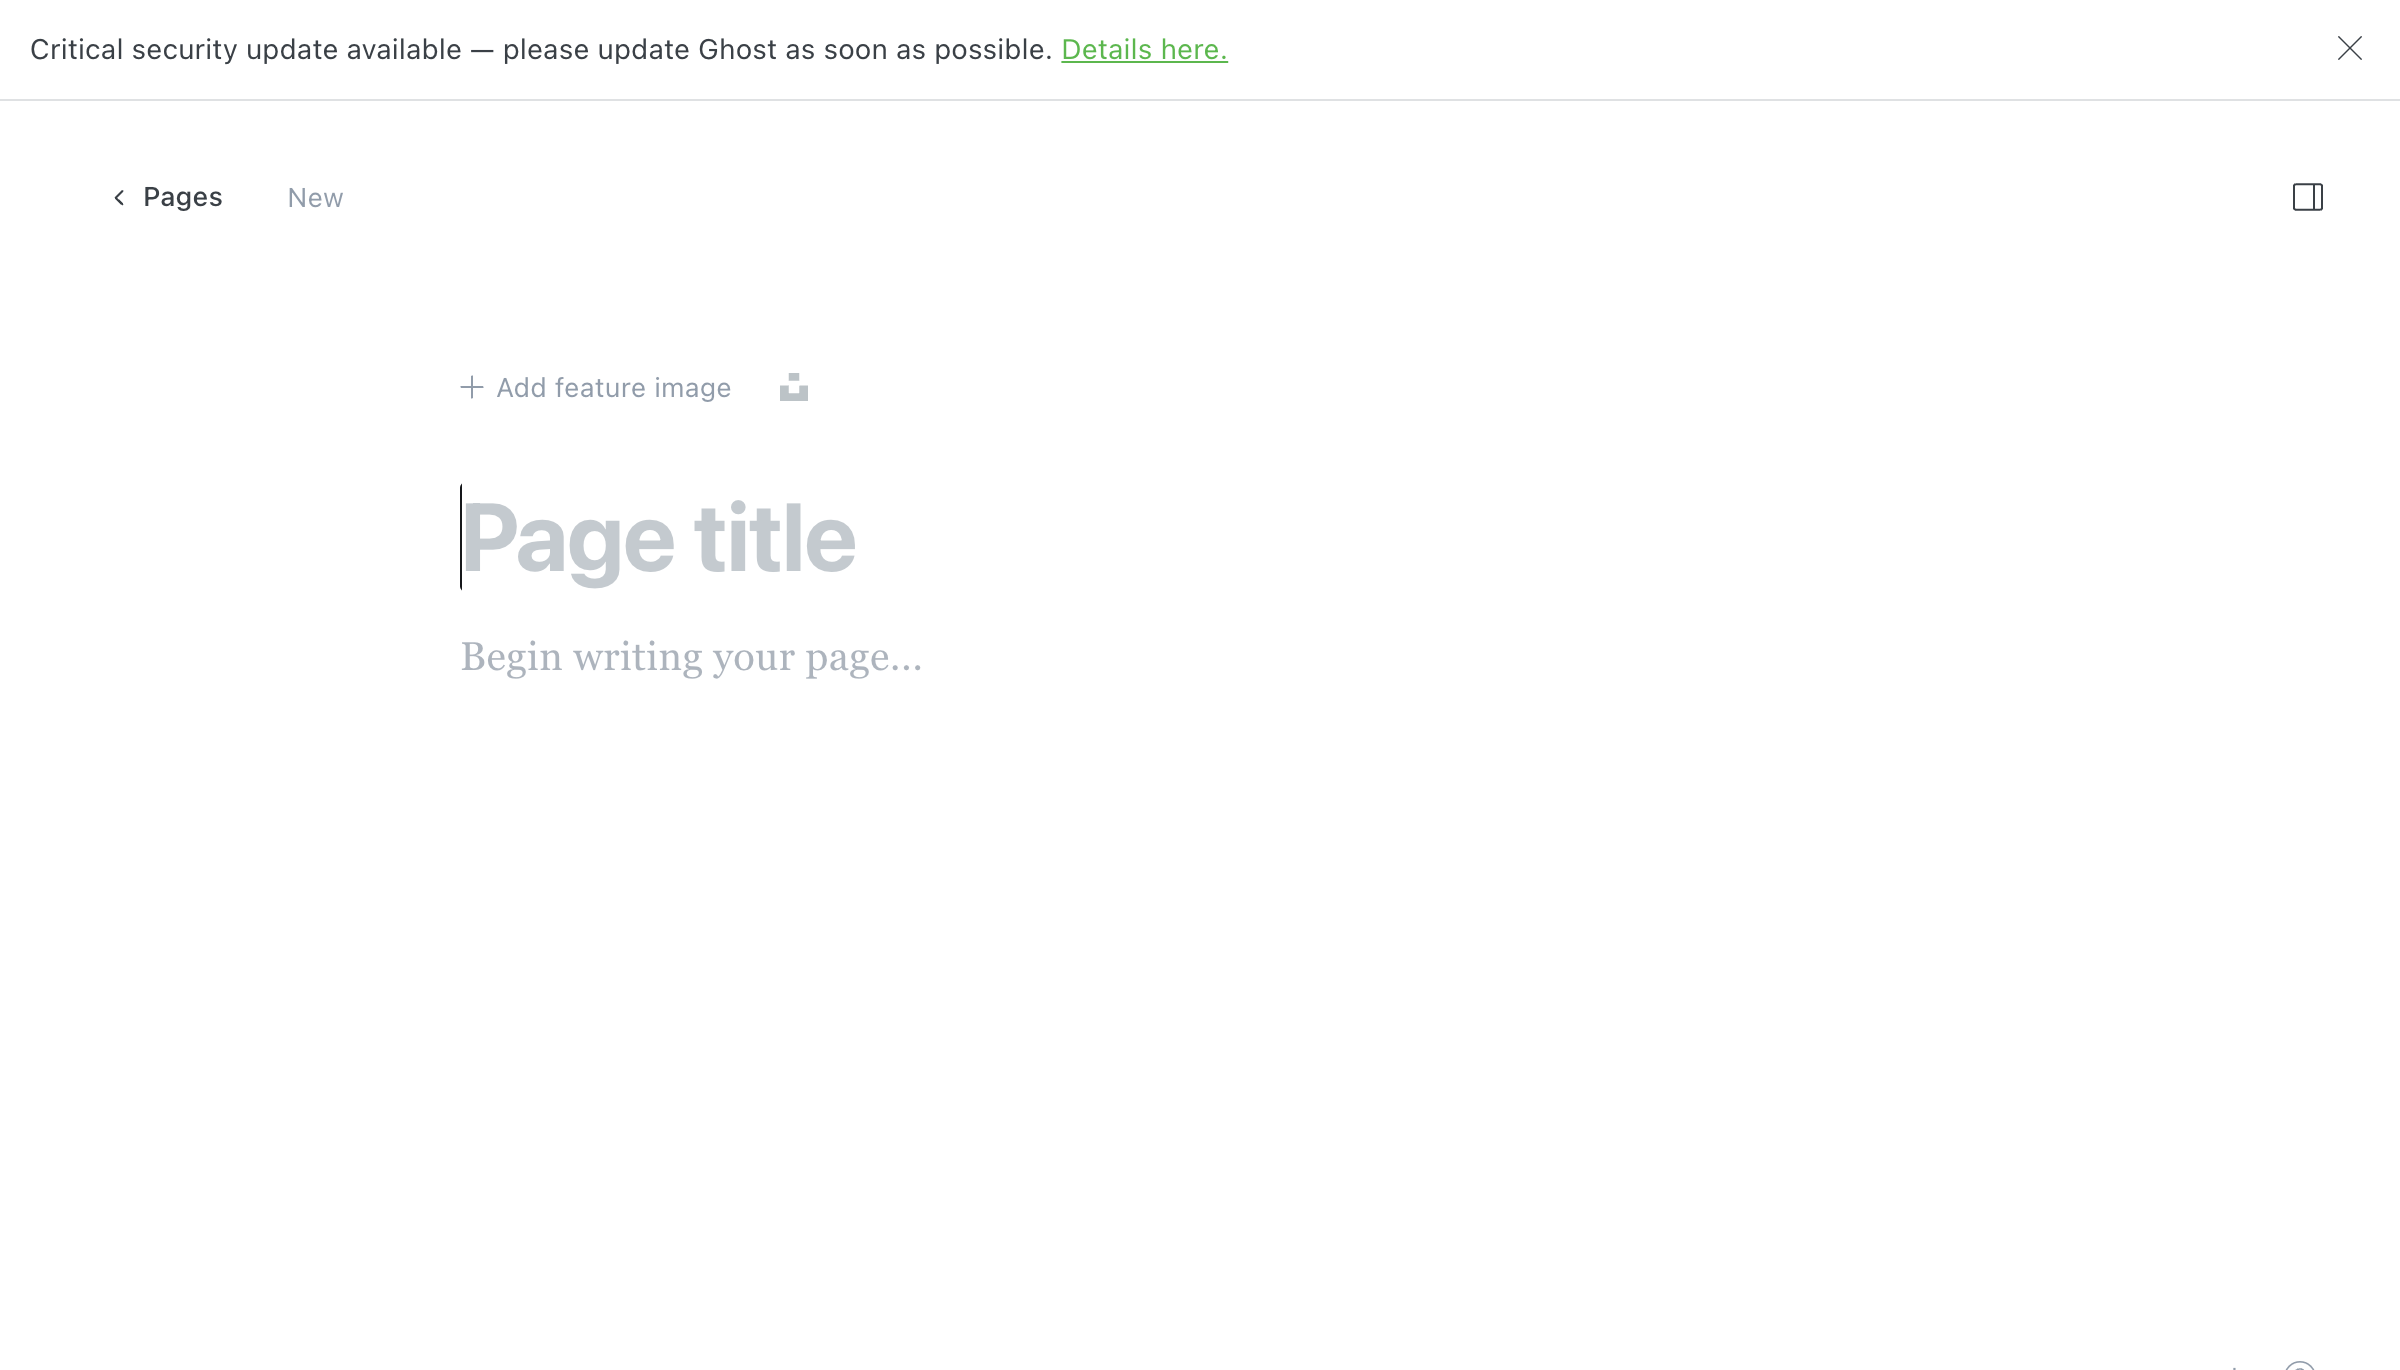 Critical security update available — please update Ghost as soon as possible. Details here.
Pages
New
Add feature image
Page title
Begin writing your page...